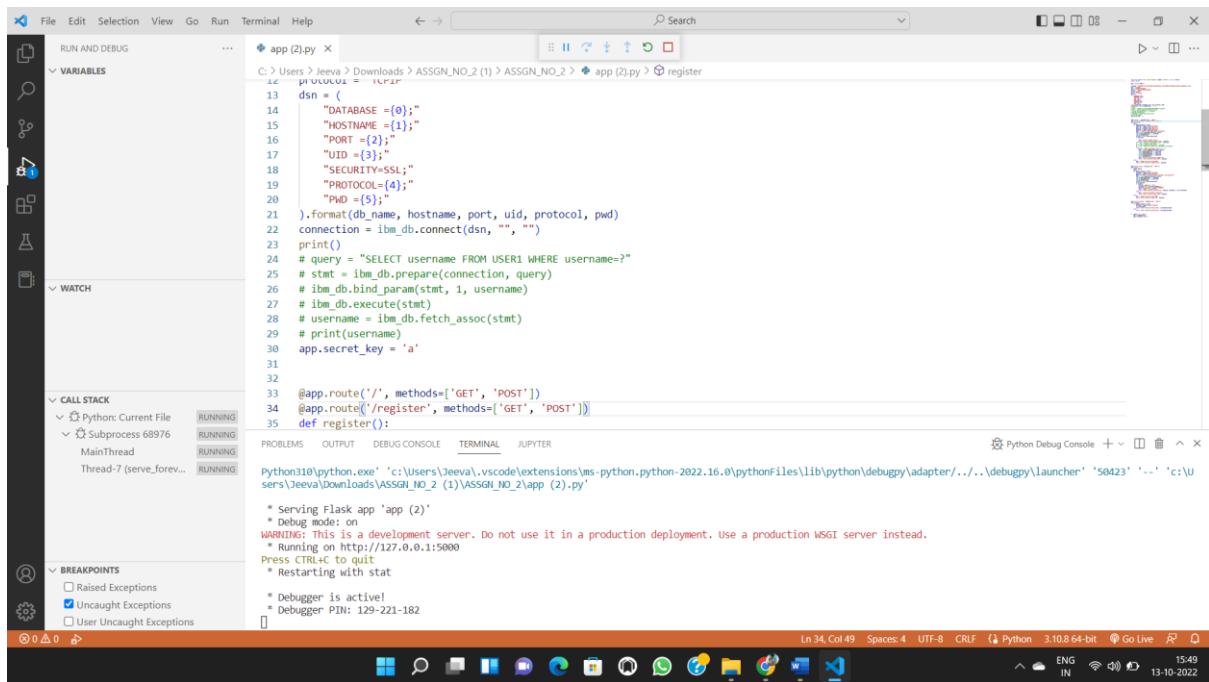 File Edit Selection View Go Run Terminal Help
Search
RUN AND DEBUG
VARIABLES
WATCH
CALL STACK
Python: Current File RUNNING
Subprocess 68976 RUNNING
MainThread RUNNING
Thread-7 (serve_forev... RUNNING
BREAKPOINTS
Raised Exceptions
Uncaught Exceptions
User Uncaught Exceptions
app (2).py
C: > Users > Jeeva > Downloads > ASSGN_NO_2 (1) > ASSGN_NO_2 > app (2).py > register
12 protocol = "TCPIP"
13 dsn = (
14 "DATABASE ={0};"
15 "HOSTNAME ={1};"
16 "PORT ={2};"
17 "UID ={3};"
18 "SECURITY=SSL;"
19 "PROTOCOL={4};"
20 "PWD ={5};"
21 ).format(db_name, hostname, port, uid, protocol, pwd)
22 connection = ibm_db.connect(dsn, "", "")
23 print()
24 # query = "SELECT username FROM USER1 WHERE username=?"
25 # stmt = ibm_db.prepare(connection, query)
26 # ibm_db.bind_param(stmt, 1, username)
27 # ibm_db.execute(stmt)
28 # username = ibm_db.fetch_assoc(stmt)
29 # print(username)
30 app.secret_key = 'a'
31
32
33 @app.route('/', methods=['GET', 'POST'])
34 @app.route('/register', methods=['GET', 'POST'])
35 def register():
PROBLEMS OUTPUT DEBUG CONSOLE TERMINAL JUPYTER
Python Debug Console
Python310\python.exe' 'c:\Users\Jeeva\.vscode\extensions\ms-python.python-2022.16.0\pythonFiles\lib\python\debugpy\adapter/../..\debugpy\launcher' '50423' '--' 'c:\U
sers\Jeeva\Downloads\ASSGN_NO_2 (1)\ASSGN_NO_2\app (2).py'
* Serving Flask app 'app (2)'
* Debug mode: on
WARNING: This is a development server. Do not use it in a production deployment. Use a production WSGI server instead.
* Running on http://127.0.0.1:5000
Press CTRL+C to quit
* Restarting with stat
* Debugger is active!
* Debugger PIN: 129-221-182
0 0 Ln 34, Col 49 Spaces: 4 UTF-8 CRLF Python 3.10.8 64-bit Go Live
ENG
IN
15:49
13-10-2022